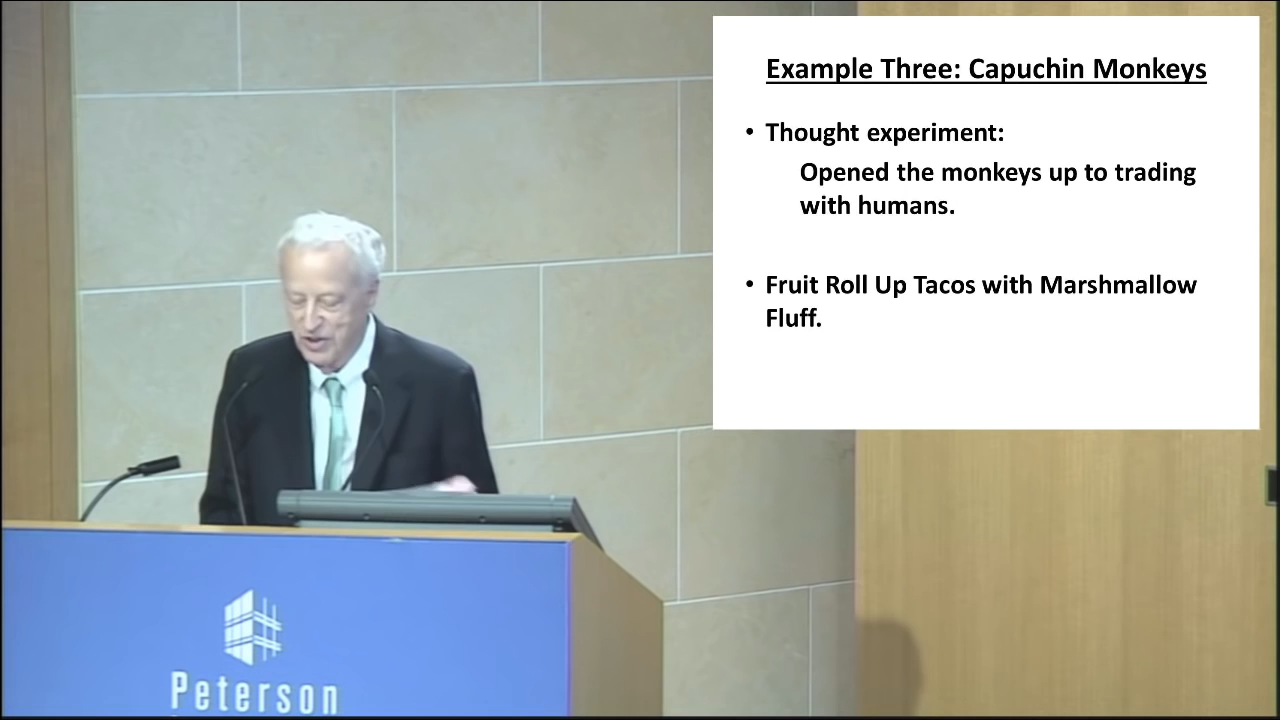 Example Three: Capuchin Monkeys
• Thought experiment:
Opened the monkeys up to trading
with humans.
• Fruit Roll Up Tacos with Marshmallow
Fluff.
Peterson